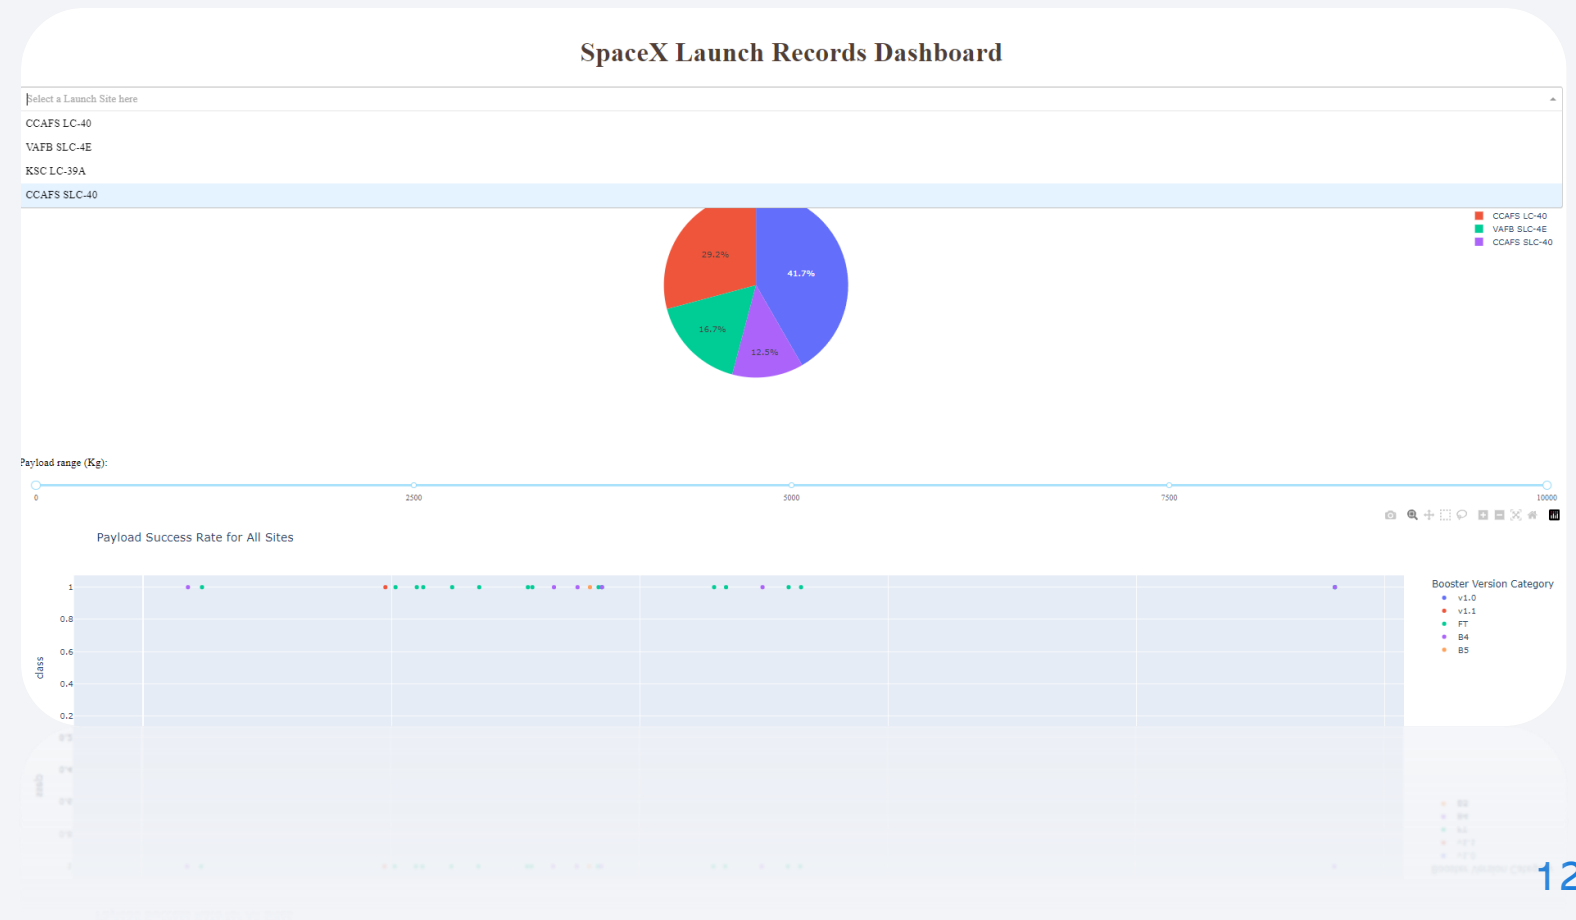 SpaceX Launch Records Dashboard
Select a Launch Site here
CCAFS LC-40
VAFB SLC-4E
KSC LC-39A
CCAFS SLC-40
CCAFS LC-40
VAFB SLC-4E
CCAFS SLC-40
29.2%
41.7%
16.7%
12.5%
Payload range (Kg):
0 2500 5000 7500 10000
Payload Success Rate for All Sites
1
0.8
0.6
0.4
0.2
class
Booster Version Category
v1.0
v1.1
FT
B4
B5
12